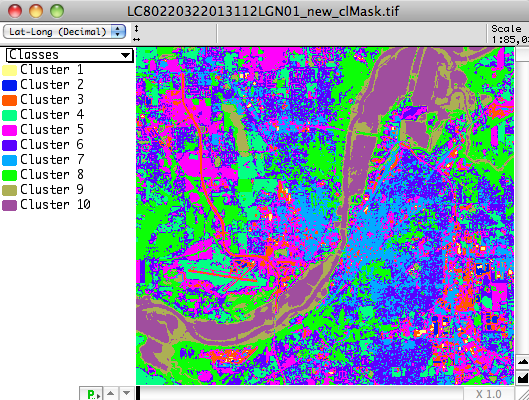 LC80220322013112LGN01_new_clMask.tif
Lat-Long (Decimal)
Scale
1:85,0
Classes
Cluster 1
Cluster 2
Cluster 3
Cluster 4
Cluster 5
Cluster 6
Cluster 7
Cluster 8
Cluster 9
Cluster 10
P
X 1.0